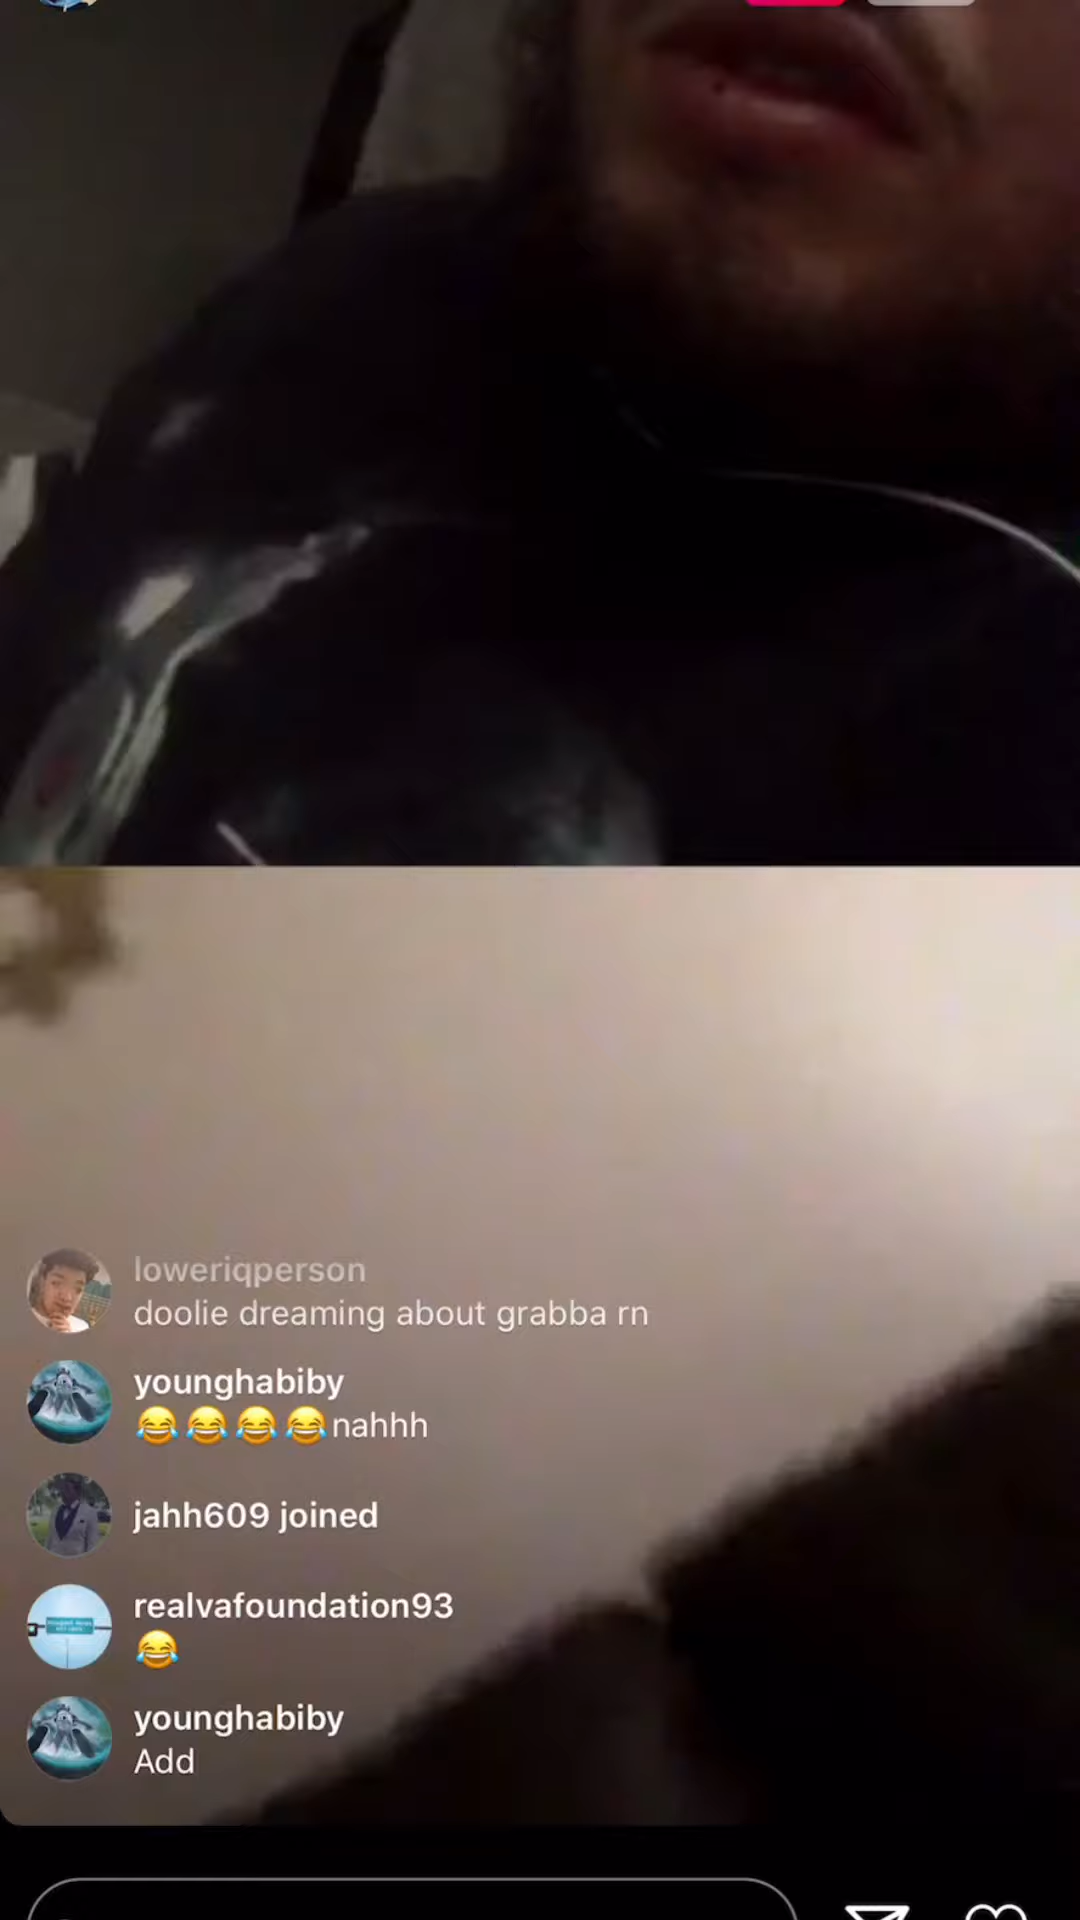 loweriqperson
doolie dreaming about grabba rn
younghabiby
😂😂😂😂nahhh
jahh609 joined
realvafoundation93
😂
younghabiby
Add